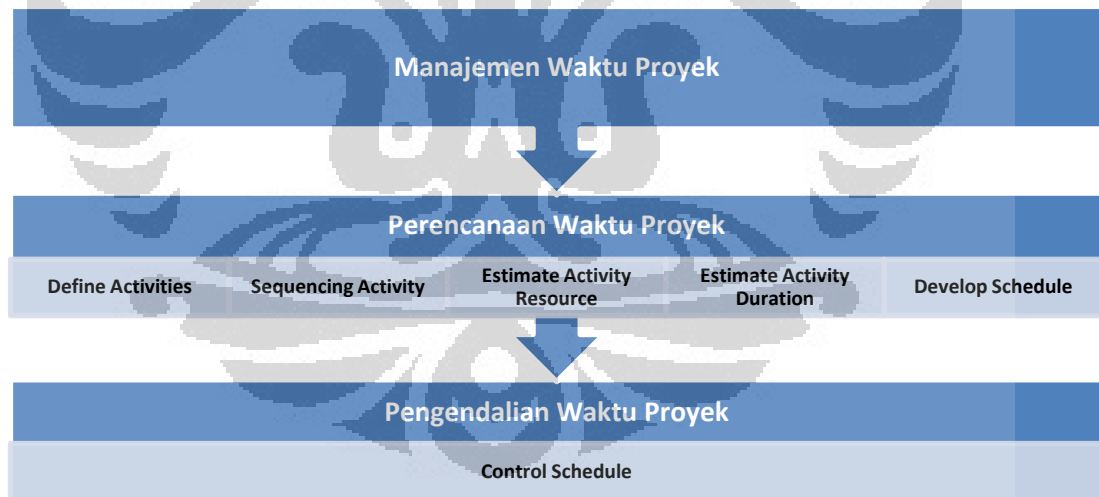 Manajemen Waktu Proyek
Perencanaan Waktu Proyek
Define Activities
Sequencing Activity
Estimate Activity
Resource
Estimate Activity
Duration
Develop Schedule
Pengendalian Waktu Proyek
Control Schedule